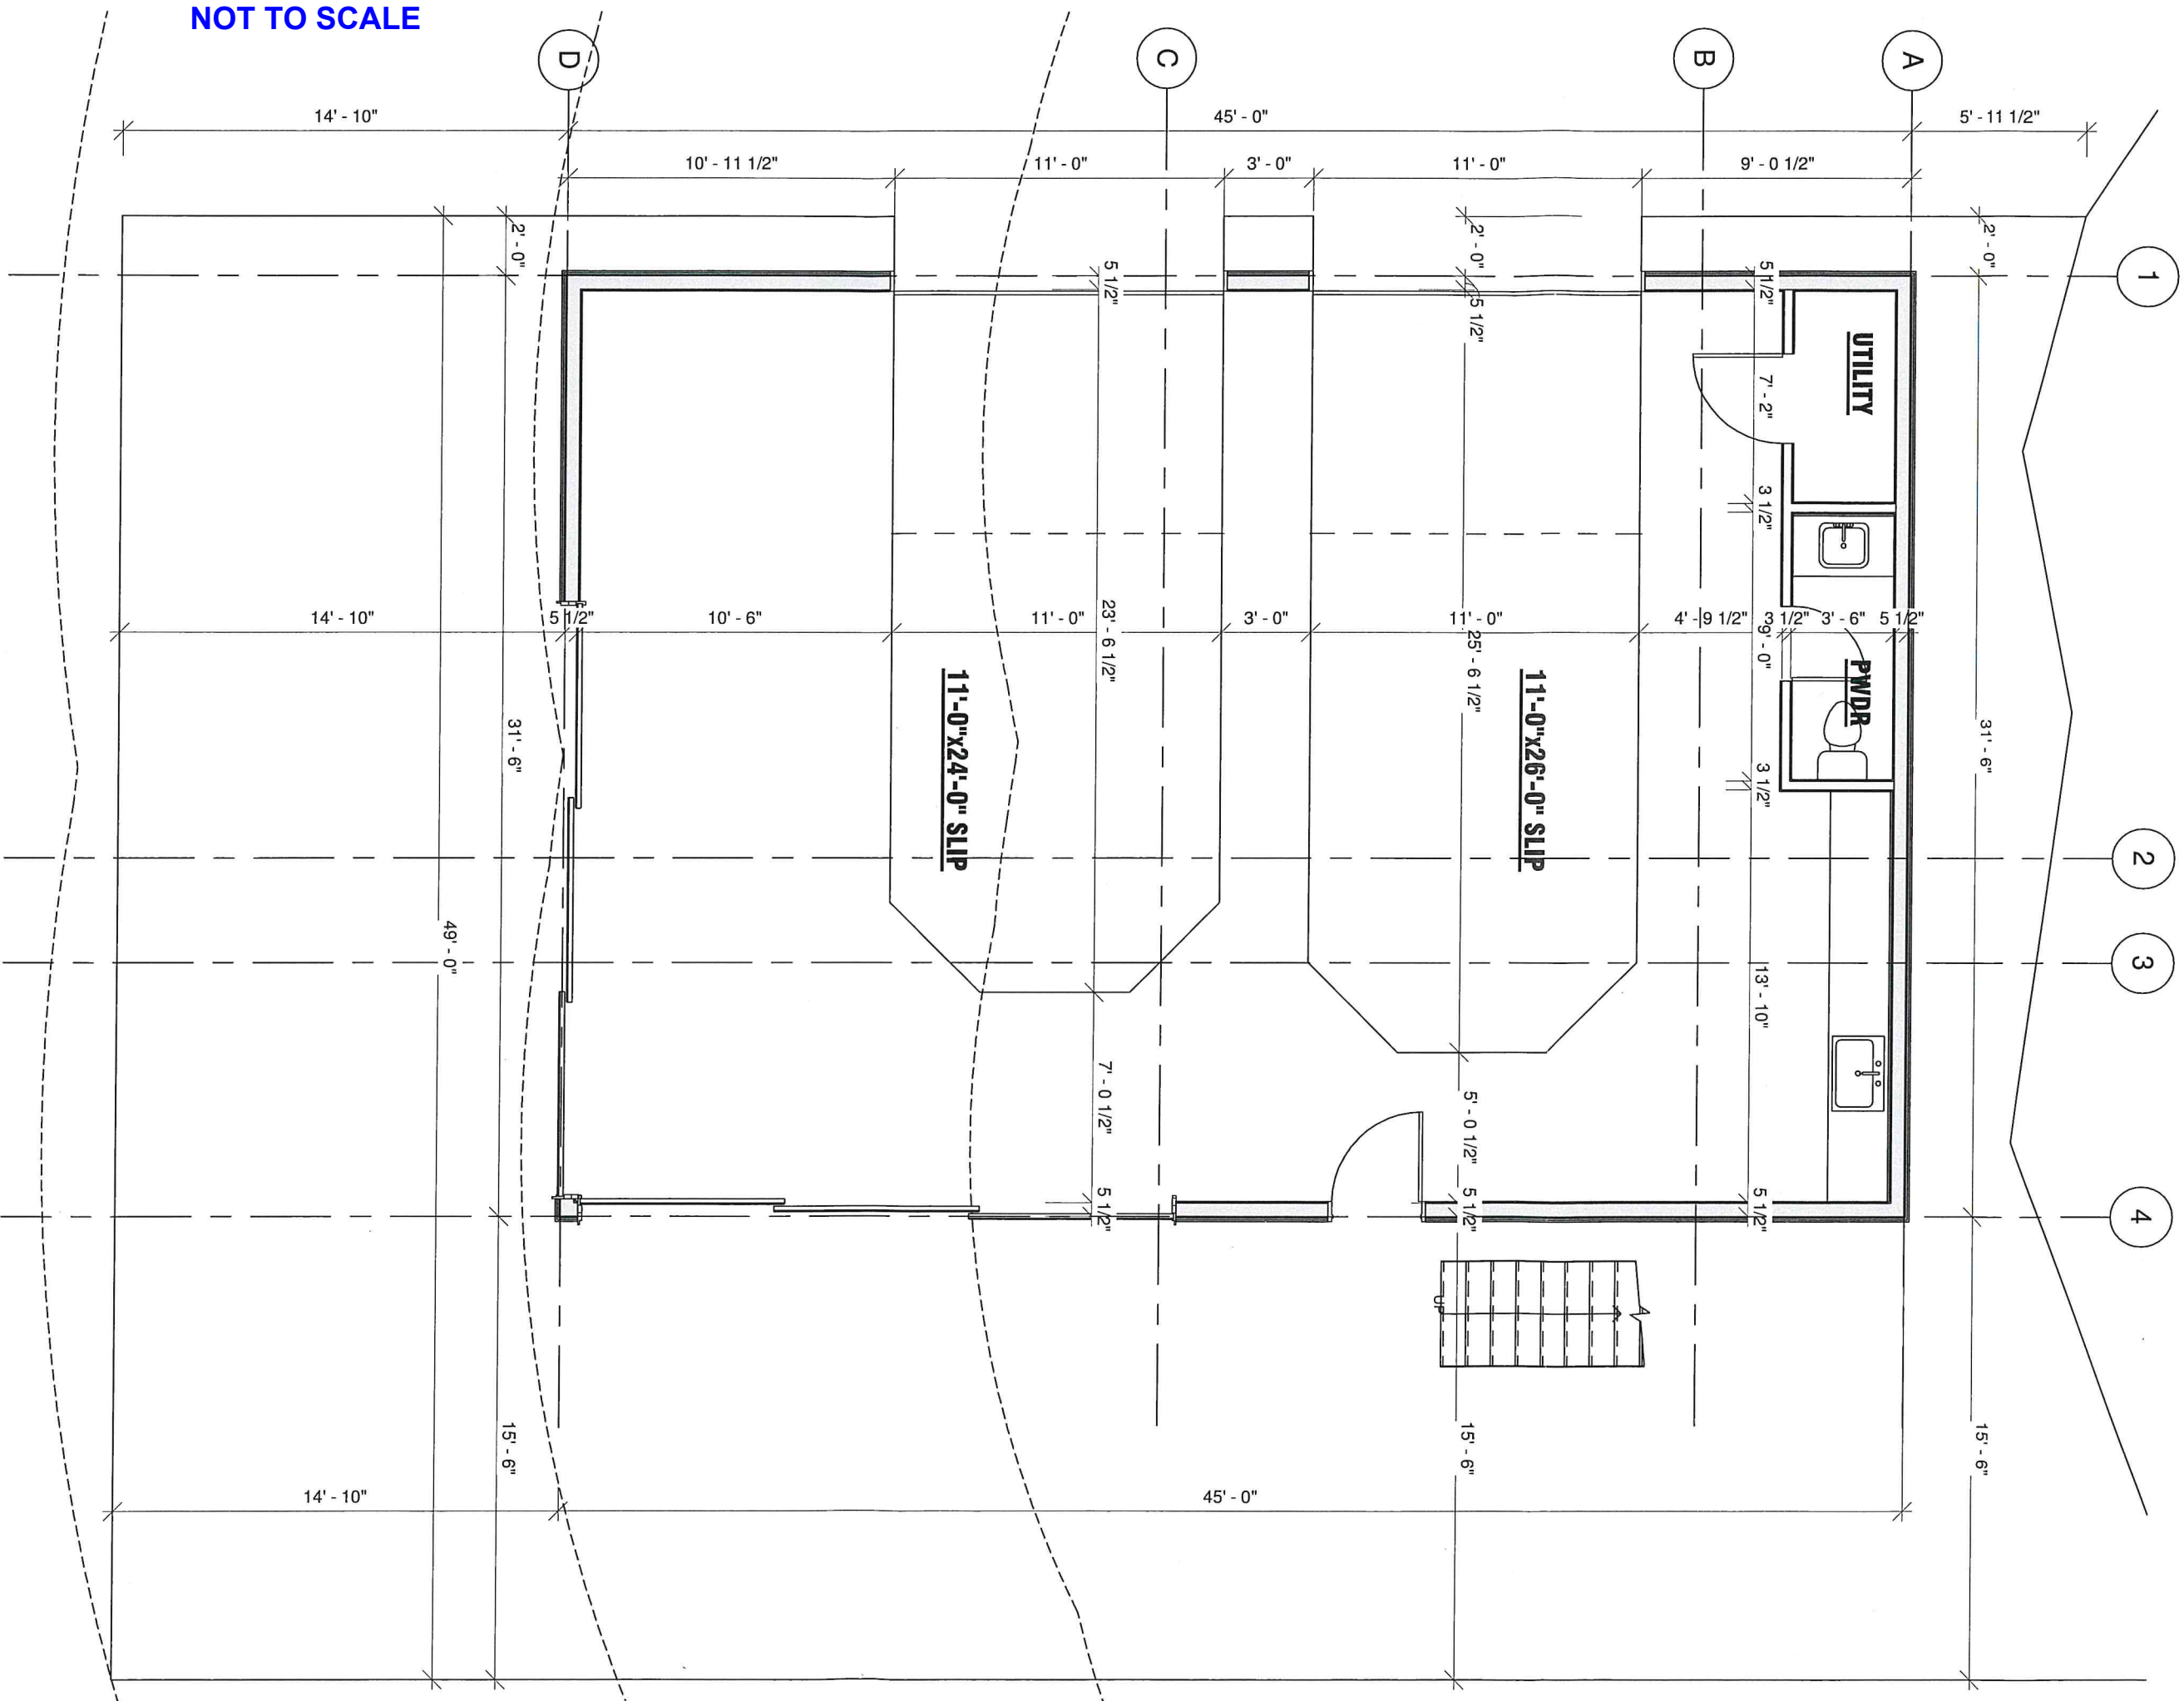 NOT TO SCALE
D
C
B
A
14' - 10"
45' - 0"
5' - 11 1/2"
10' - 11 1/2"
11' - 0"
3' - 0"
11' - 0"
9' - 0 1/2"
2' - 0"
2' - 0"
2' - 0"
1
5 1/2"
5 1/2"
5 1/2"
UTILITY
7' - 2"
3 1/2"
14' - 10"
5 1/2"
10' - 6"
11' - 0"
3' - 0"
11' - 0"
4' - 9 1/2"
3 1/2"
3' - 6"
5 1/2"
23' - 6 1/2"
25' - 6 1/2"
9' - 0"
PWDR
31' - 6"
31' - 6"
11'-0"x24'-0" SLIP
11'-0"x26'-0" SLIP
3 1/2"
2
49' - 0"
3
13' - 10"
7' - 0 1/2"
5' - 0 1/2"
5 1/2"
5 1/2"
5 1/2"
4
UP
15' - 6"
15' - 6"
15' - 6"
14' - 10"
45' - 0"